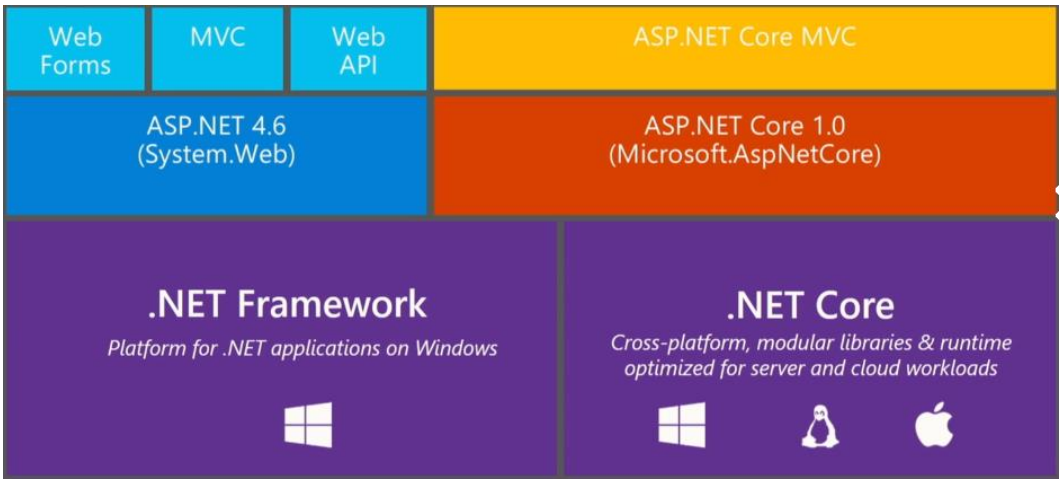 Web
Forms
MVC
Web
API
ASP.NET Core MVC
ASP.NET 4.6
(System.Web)
ASP.NET Core 1.0
(Microsoft.AspNetCore)
.NET Framework
Platform for .NET applications on Windows
.NET Core
Cross-platform, modular libraries & runtime
optimized for server and cloud workloads